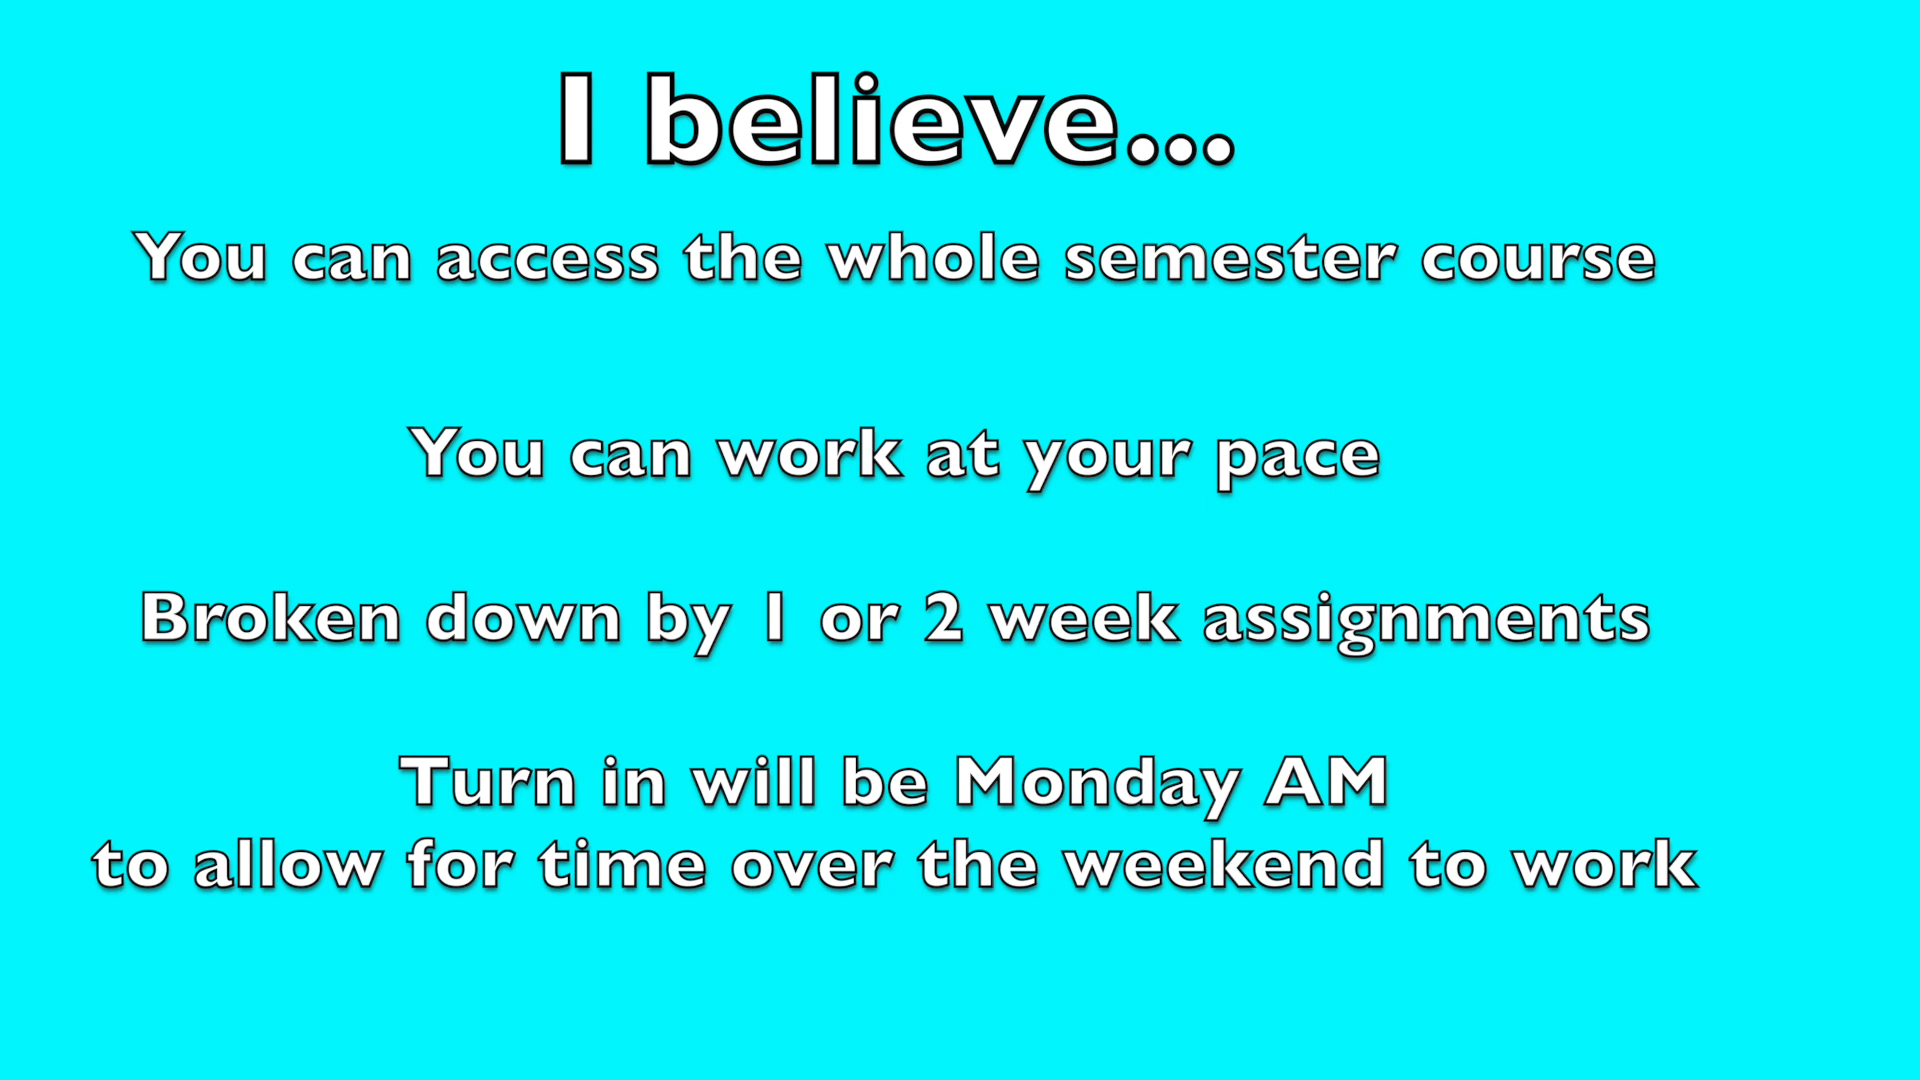 I believe...
You can access the whole semester course
You can work at your pace
Broken down by 1 or 2 week assignments
Turn in will be Monday AM
to allow for time over the weekend to work